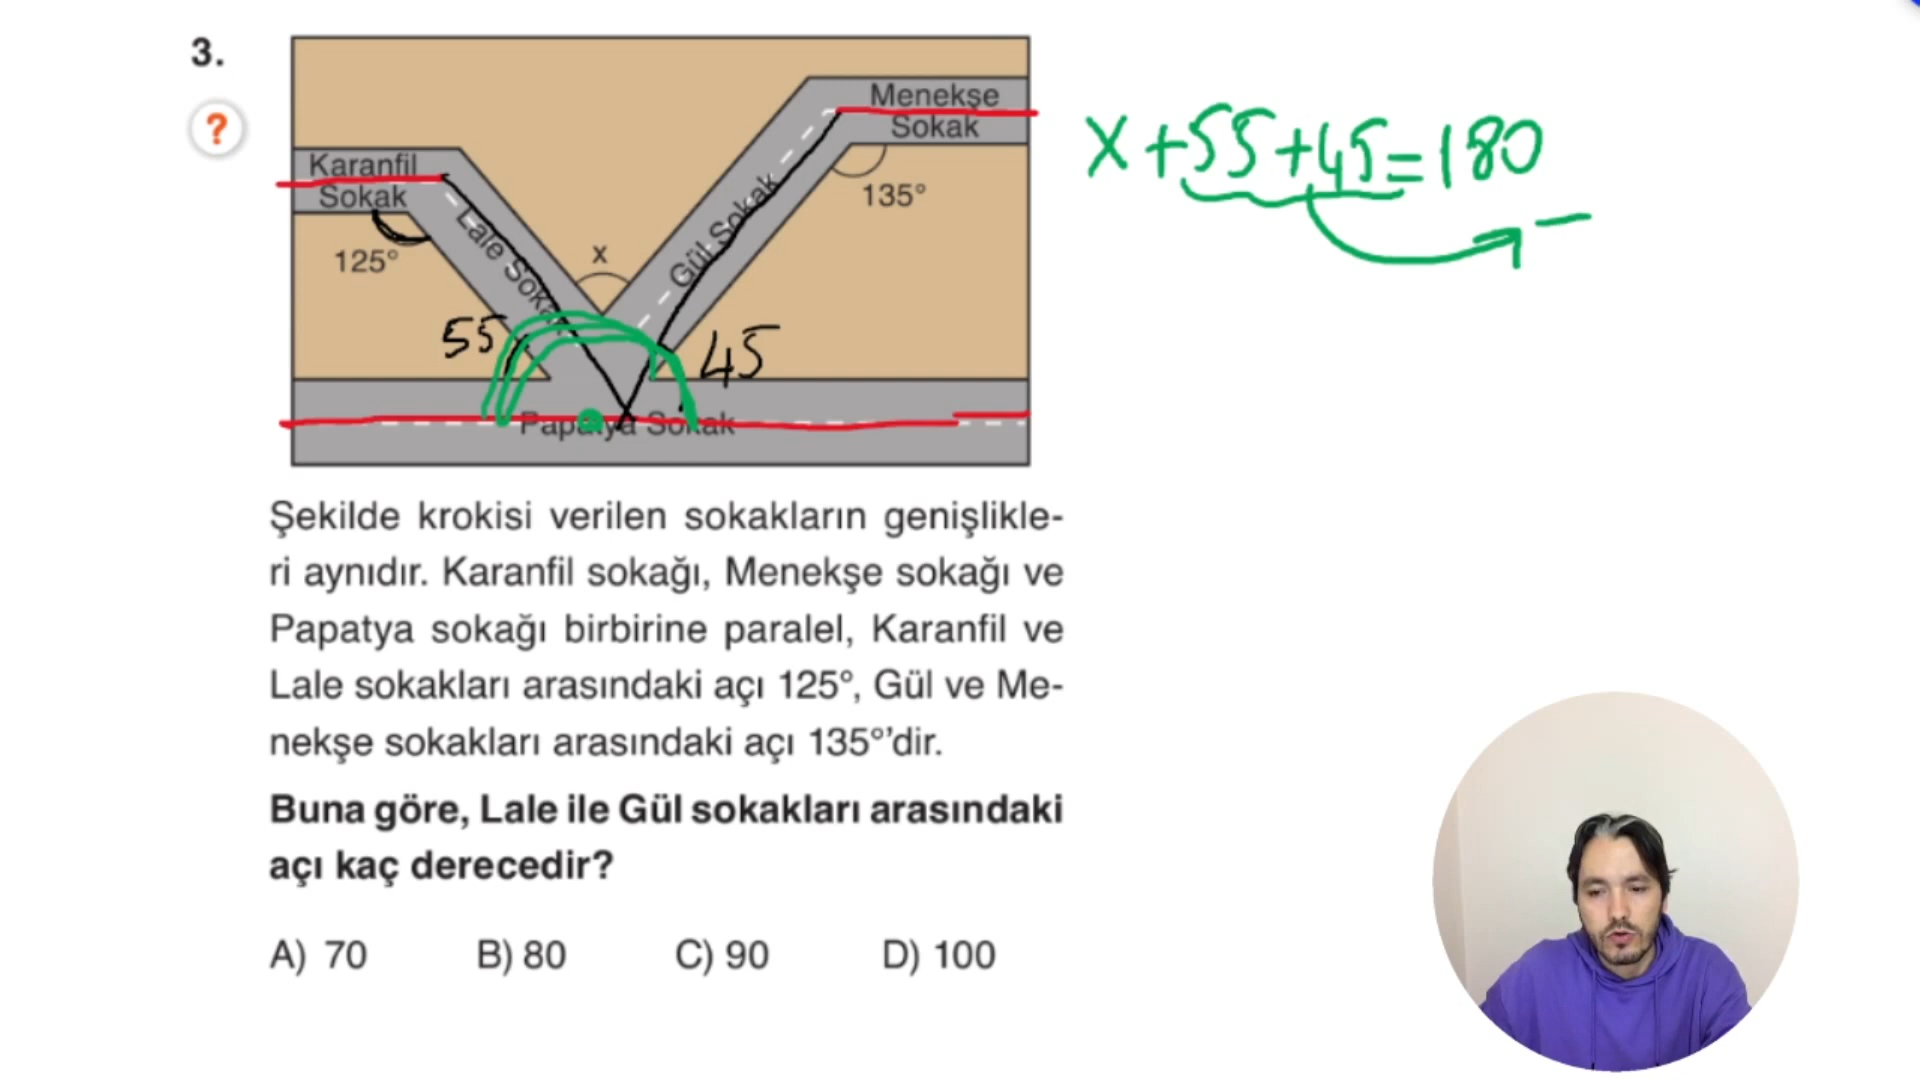 3.
?
Menekşe
Sokak
Karanfil
Sokak
Lale Sokak
Gül Sokak
125°
135°
x
55
45
Papatya Sokak
x+55+45=180
−
Şekilde krokisi verilen sokakların genişlikle-
ri aynıdır. Karanfil sokağı, Menekşe sokağı ve
Papatya sokağı birbirine paralel, Karanfil ve
Lale sokakları arasındaki açı 125°, Gül ve Me-
nekşe sokakları arasındaki açı 135°'dir.
Buna göre, Lale ile Gül sokakları arasındaki
açı kaç derecedir?
A) 70 B) 80 C) 90 D) 100